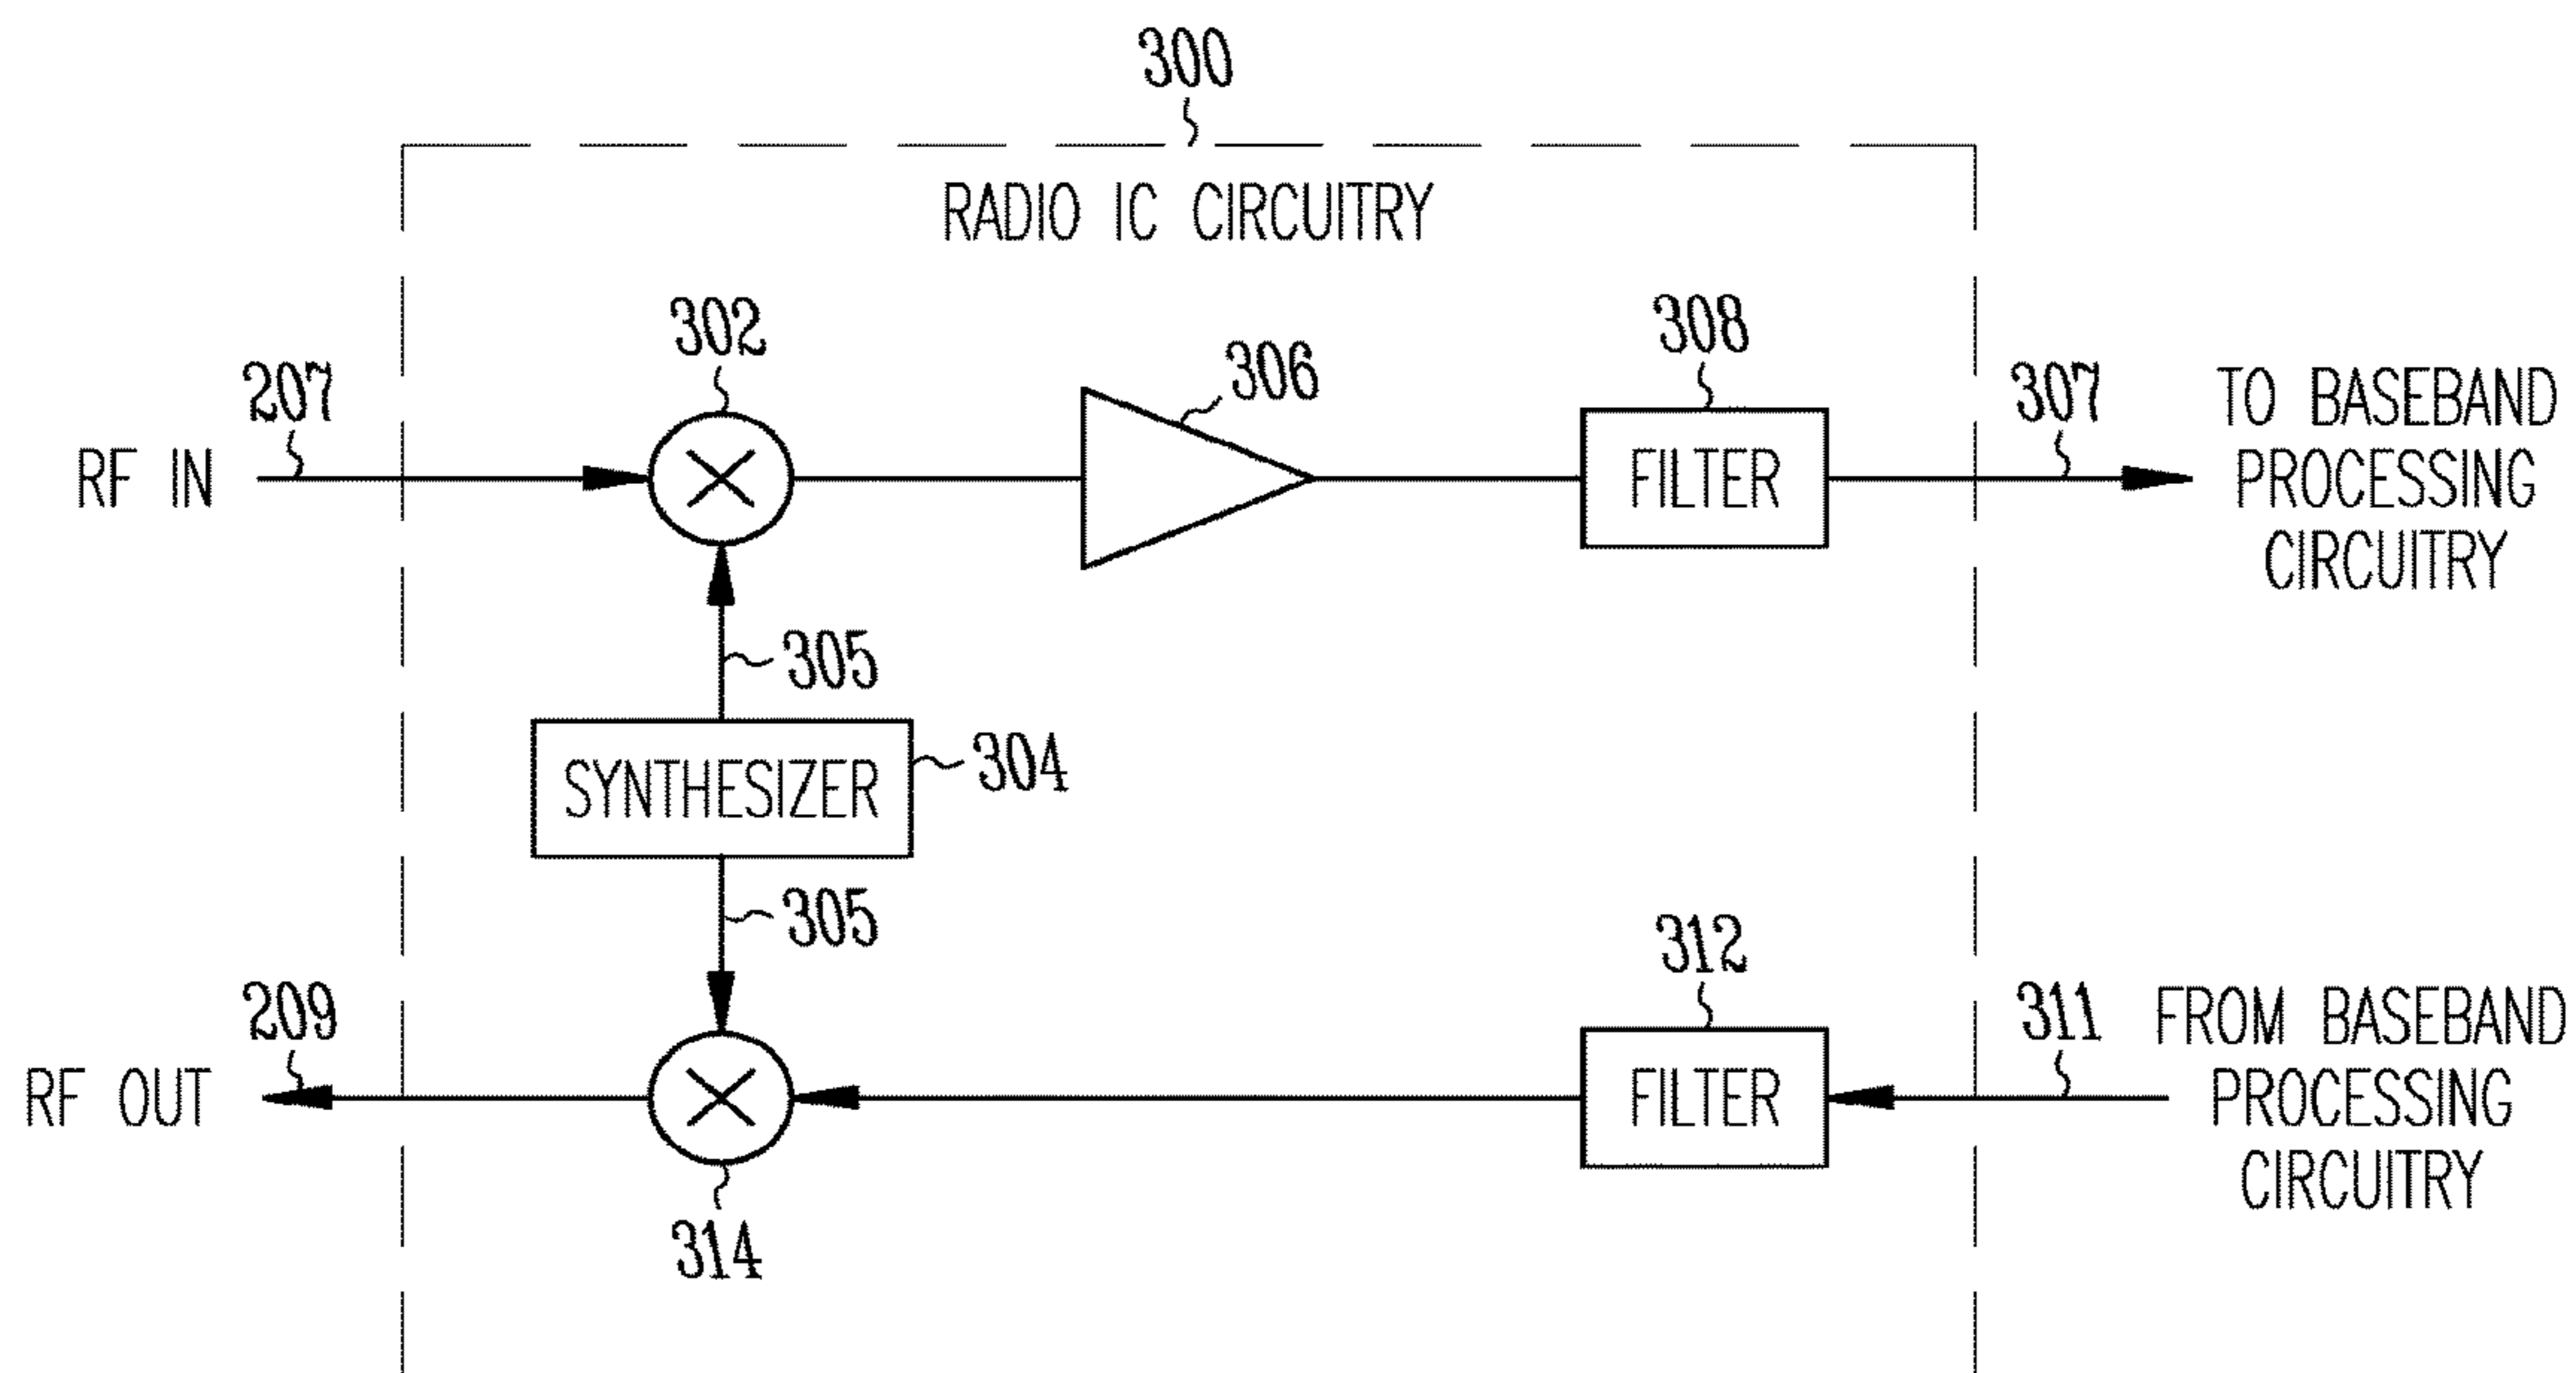 300
RADIO IC CIRCUITRY
302
306
308
207
307
RF IN
FILTER
TO BASEBAND
PROCESSING
CIRCUITRY
305
SYNTHESIZER
304
305
312
209
311
RF OUT
FILTER
FROM BASEBAND
PROCESSING
CIRCUITRY
314